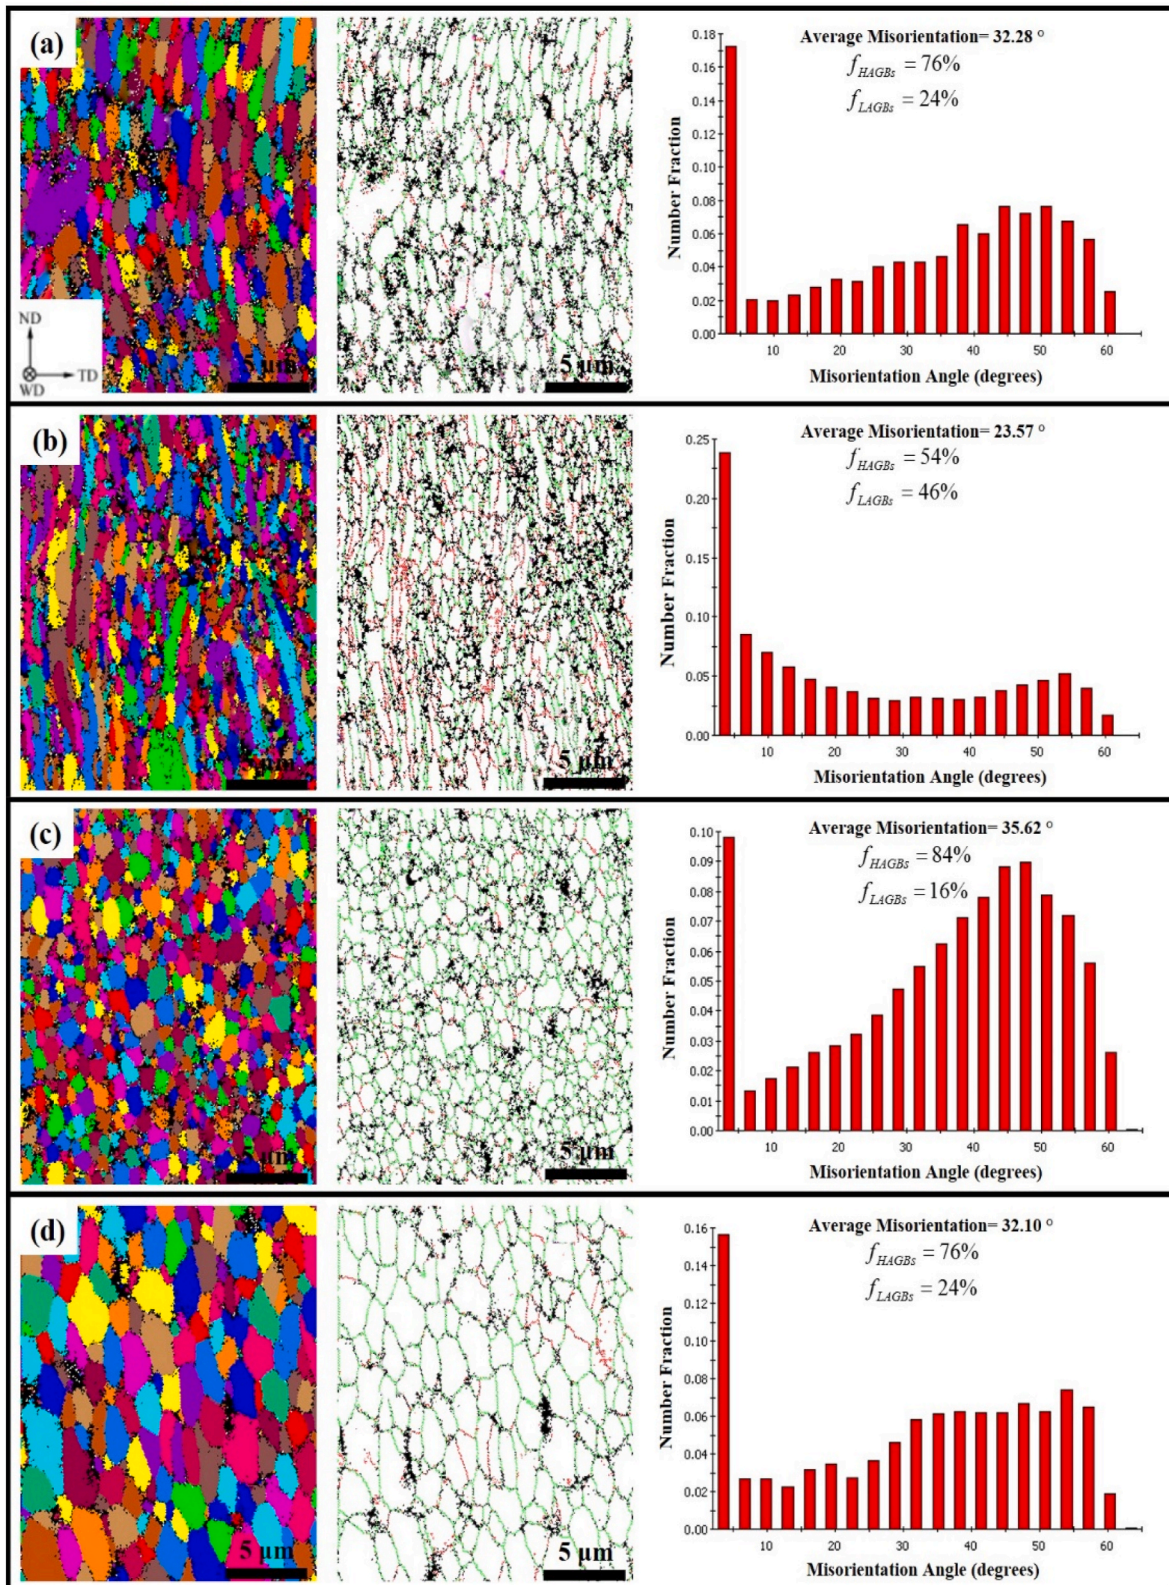 (a)
ND
TD
WD
5 µm
5 µm
Average Misorientation= 32.28 °
fHAGBs = 76%
fLAGBs = 24%
Number Fraction
0.18
0.16
0.14
0.12
0.10
0.08
0.06
0.04
0.02
0.00
10 20 30 40 50 60
Misorientation Angle (degrees)
(b)
5 µm
5 µm
Average Misorientation= 23.57 °
fHAGBs = 54%
fLAGBs = 46%
Number Fraction
0.25
0.20
0.15
0.10
0.05
0.00
10 20 30 40 50 60
Misorientation Angle (degrees)
(c)
5 µm
5 µm
Average Misorientation= 35.62 °
fHAGBs = 84%
fLAGBs = 16%
Number Fraction
0.10
0.09
0.08
0.07
0.06
0.05
0.04
0.03
0.02
0.01
0.00
10 20 30 40 50 60
Misorientation Angle (degrees)
(d)
5 µm
5 µm
Average Misorientation= 32.10 °
fHAGBs = 76%
fLAGBs = 24%
Number Fraction
0.16
0.14
0.12
0.10
0.08
0.06
0.04
0.02
0.00
10 20 30 40 50 60
Misorientation Angle (degrees)